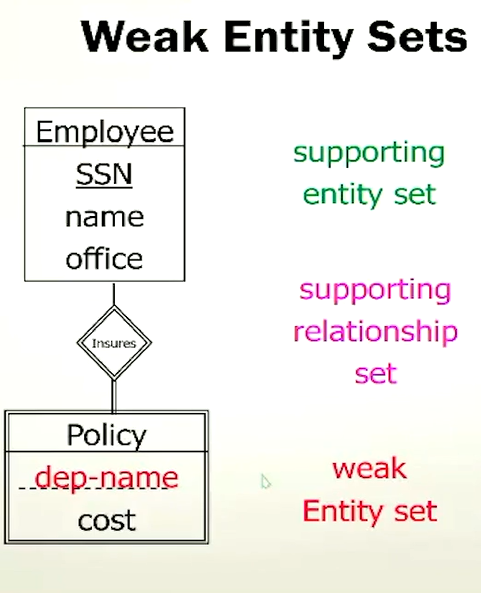 Weak Entity Sets
Employee
SSN
name
office
supporting
entity set
Insures
supporting
relationship
set
Policy
dep-name
cost
weak
Entity set